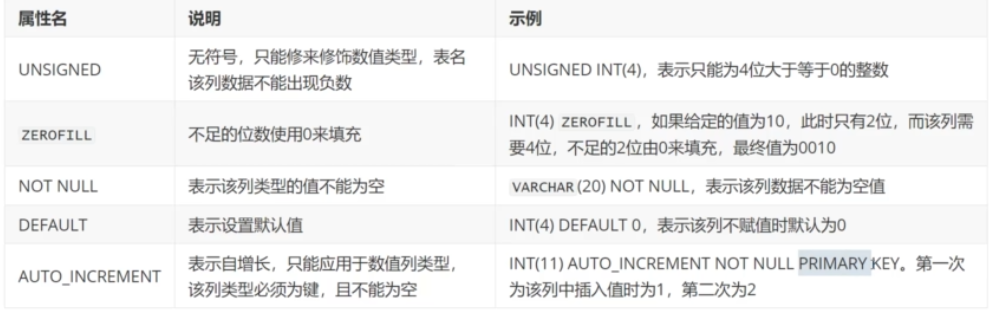 属性名 说明 示例
UNSIGNED 无符号，只能修来修饰数值类型，表名 UNSIGNED INT(4)，表示只能为4位大于等于0的整数
该列数据不能出现负数
ZEROFILL 不足的位数使用0来填充 INT(4) ZEROFILL，如果给定的值为10，此时只有2位，而该列需
要4位，不足的2位由0来填充，最终值为0010
NOT NULL 表示该列类型的值不能为空 VARCHAR(20) NOT NULL，表示该列数据不能为空值
DEFAULT 表示设置默认值 INT(4) DEFAULT 0，表示该列不赋值时默认为0
AUTO_INCREMENT 表示自增长，只能应用于数值列类型， INT(11) AUTO_INCREMENT NOT NULL PRIMARY KEY。第一次
该列类型必须为键，且不能为空 为该列中插入值时为1，第二次为2